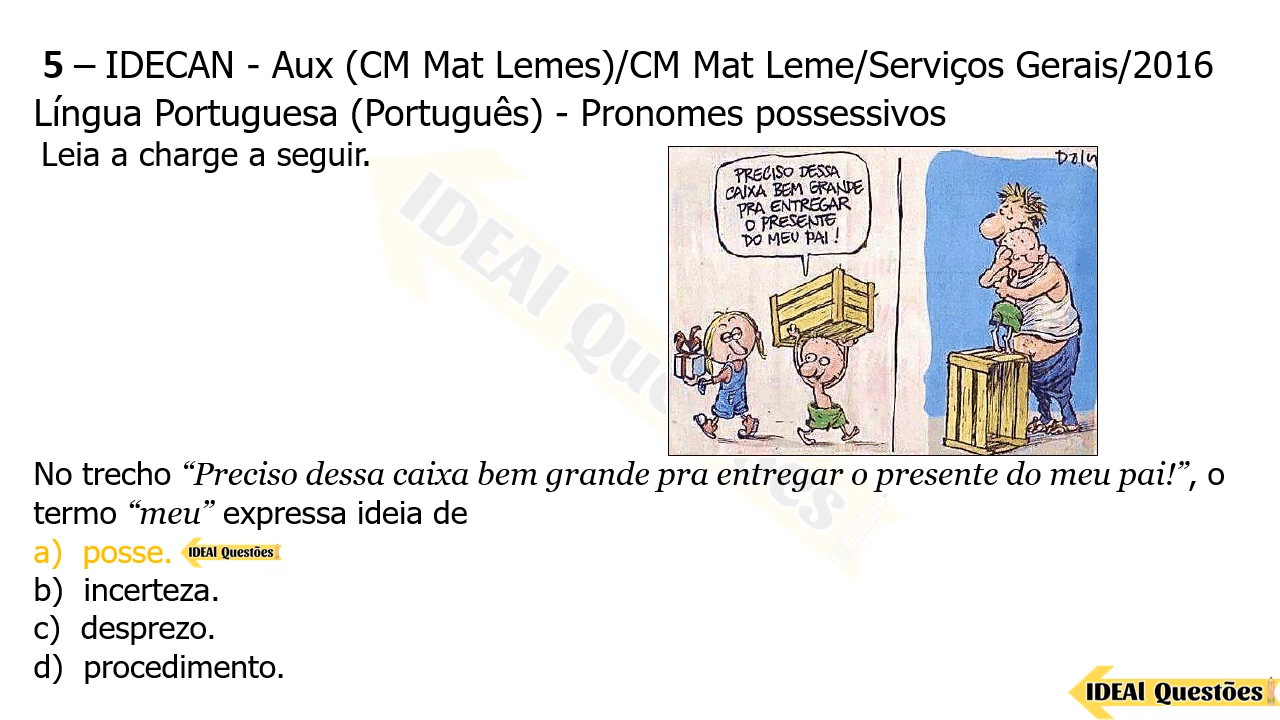 5 – IDECAN - Aux (CM Mat Lemes)/CM Mat Leme/Serviços Gerais/2016
Língua Portuguesa (Português) - Pronomes possessivos
Leia a charge a seguir.
PRECISO DESSA
CAIXA BEM GRANDE
PRA ENTREGAR
O PRESENTE
DO MEU PAI!
IDEAl Questões
No trecho “Preciso dessa caixa bem grande pra entregar o presente do meu pai!”, o
termo “meu” expressa ideia de
a) posse. IDEAl Questões
b) incerteza.
c) desprezo.
d) procedimento.
IDEAl Questões